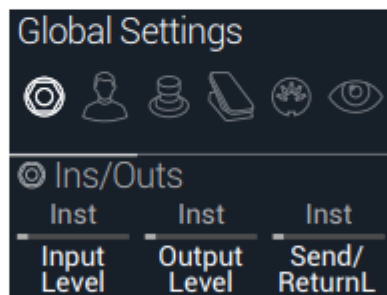 Global Settings
Ins/Outs
Inst Inst Inst
Input Output Send/
Level Level ReturnL